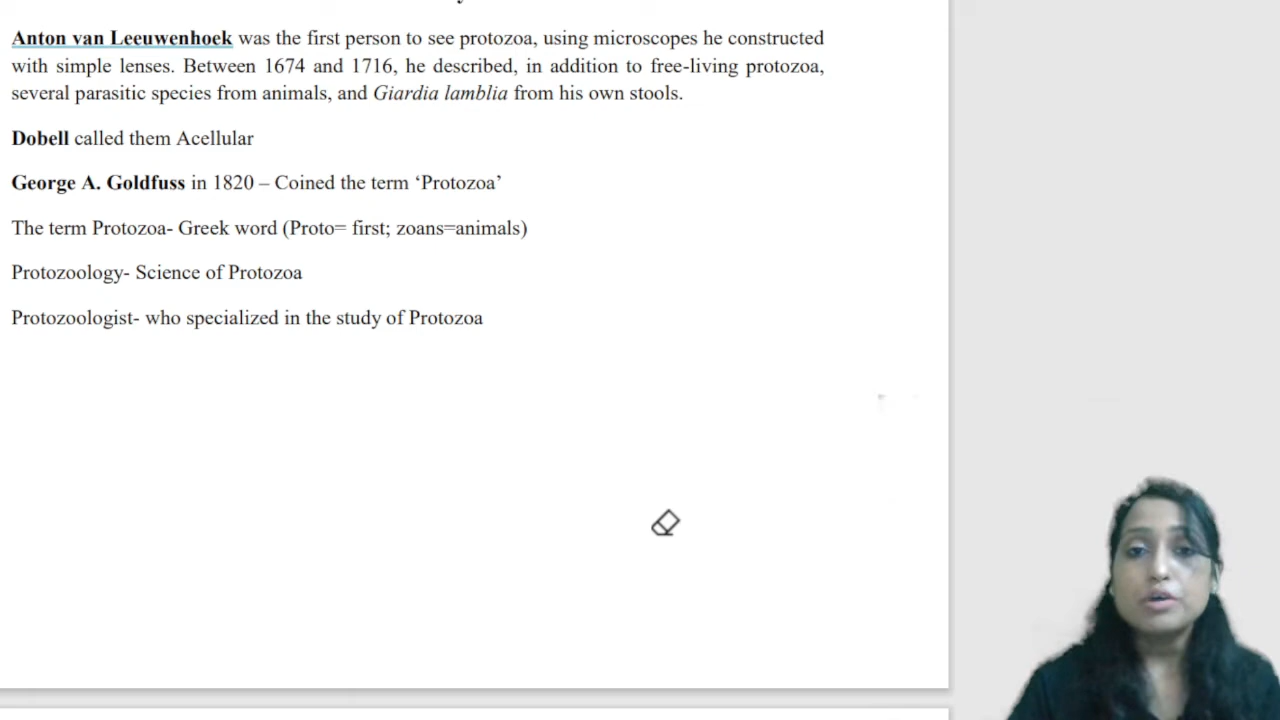 Anton van Leeuwenhoek was the first person to see protozoa, using microscopes he constructed
with simple lenses. Between 1674 and 1716, he described, in addition to free-living protozoa,
several parasitic species from animals, and Giardia lamblia from his own stools.
Dobell called them Acellular
George A. Goldfuss in 1820 – Coined the term ‘Protozoa’
The term Protozoa- Greek word (Proto= first; zoans=animals)
Protozoology- Science of Protozoa
Protozoologist- who specialized in the study of Protozoa